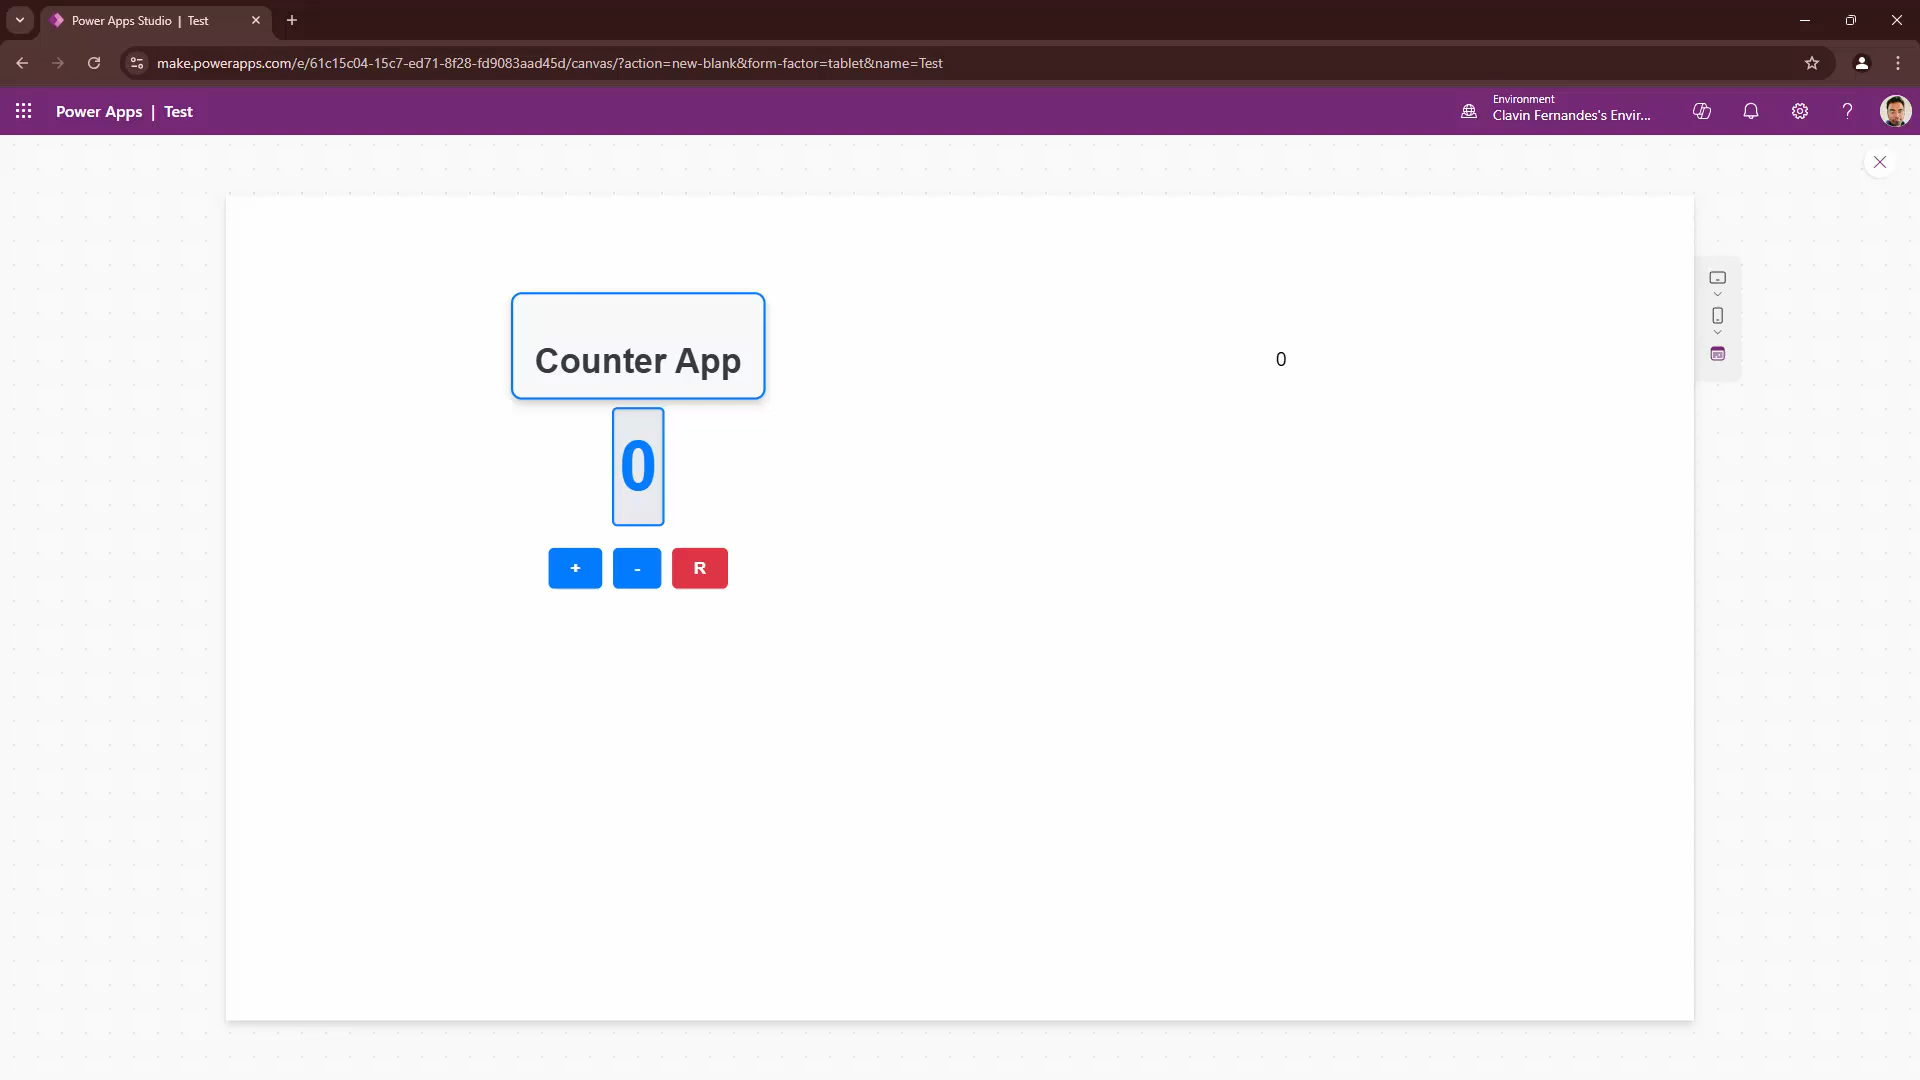 Power Apps Studio | Test
make.powerapps.com/e/61c15c04-15c7-ed71-8f28-fd9083aad45d/canvas/?action=new-blank&form-factor=tablet&name=Test
Power Apps | Test
Environment
Clavin Fernandes's Envir...
Counter App
0
0
+ - R